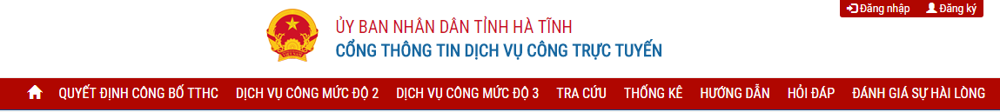 Đăng nhập Đăng ký
ỦY BAN NHÂN DÂN TỈNH HÀ TĨNH
CỔNG THÔNG TIN DỊCH VỤ CÔNG TRỰC TUYẾN
QUYẾT ĐỊNH CÔNG BỐ TTHC DỊCH VỤ CÔNG MỨC ĐỘ 2 DỊCH VỤ CÔNG MỨC ĐỘ 3 TRA CỨU THỐNG KÊ HƯỚNG DẪN HỎI ĐÁP ĐÁNH GIÁ SỰ HÀI LÒNG